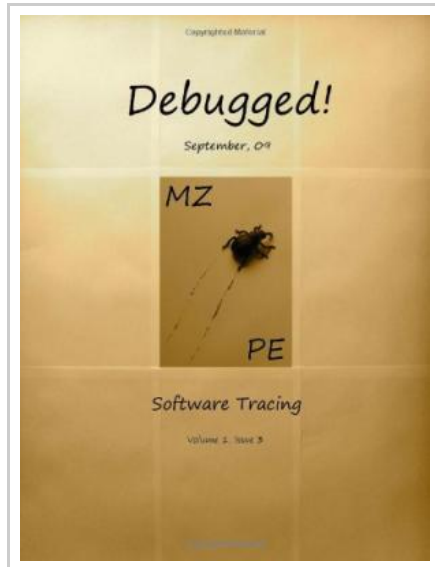 Copyrighted Material
Debugged!
September, 09
MZ
PE
Software Tracing
Volume 1, Issue 3
Copyrighted Material